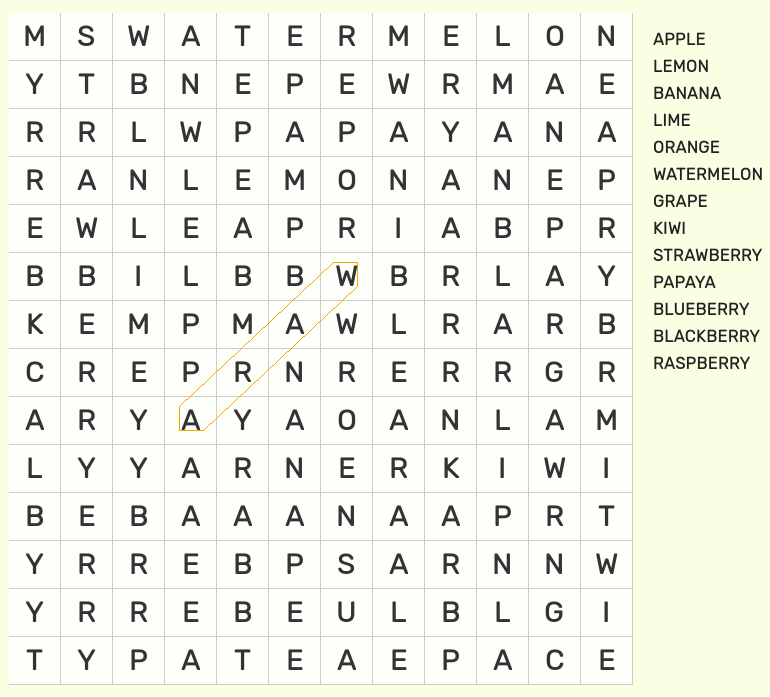 M S W A T E R M E L O N
Y T B N E P E W R M A E
R R L W P A P A Y A N A
R A N L E M O N A N E P
E W L E A P R I A B P R
B B I L B B W B R L A Y
K E M P M A W L R A R B
C R E P R N R E R R G R
A R Y A Y A O A N L A M
L Y Y A R N E R K I W I
B E B A A A N A A P R T
Y R R E B P S A R N N W
Y R R E B E U L B L G I
T Y P A T E A E P A C E
APPLE
LEMON
BANANA
LIME
ORANGE
WATERMELON
GRAPE
KIWI
STRAWBERRY
PAPAYA
BLUEBERRY
BLACKBERRY
RASPBERRY